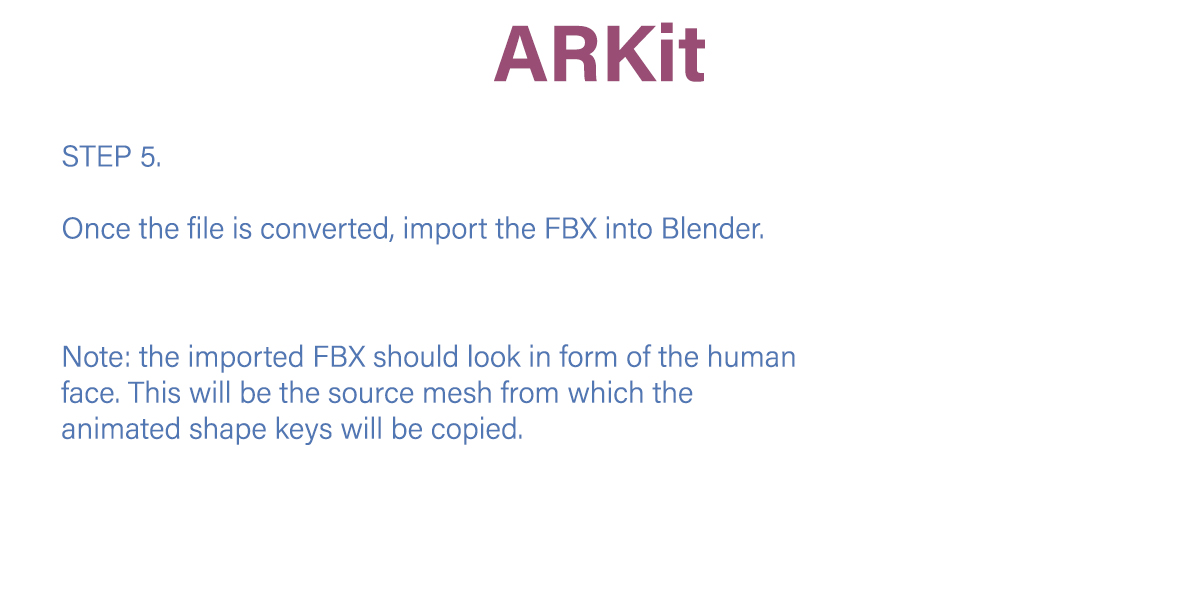 ARKit
STEP 5.
Once the file is converted, import the FBX into Blender.
Note: the imported FBX should look in form of the human
face. This will be the source mesh from which the
animated shape keys will be copied.